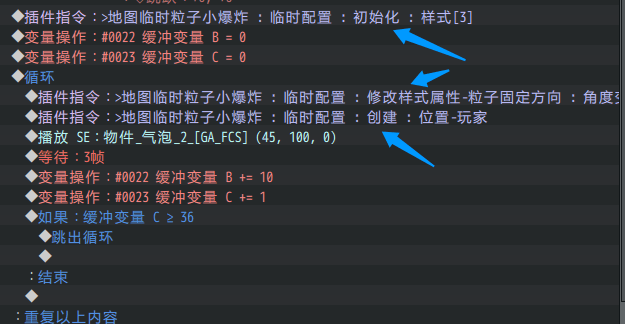 ◆插件指令：>地图临时粒子小爆炸 : 临时配置 : 初始化 : 样式[3]
◆变量操作：#0022 缓冲变量 B = 0
◆变量操作：#0023 缓冲变量 C = 0
◆循环
◆插件指令：>地图临时粒子小爆炸 : 临时配置 : 修改样式属性-粒子固定方向 : 角度
◆插件指令：>地图临时粒子小爆炸 : 临时配置 : 创建 : 位置-玩家
◆播放 SE：物件_气泡_2_[GA_FCS] (45, 100, 0)
◆等待：3帧
◆变量操作：#0022 缓冲变量 B += 10
◆变量操作：#0023 缓冲变量 C += 1
◆如果：缓冲变量 C ≥ 36
◆跳出循环
◆
：结束
◆
：重复以上内容